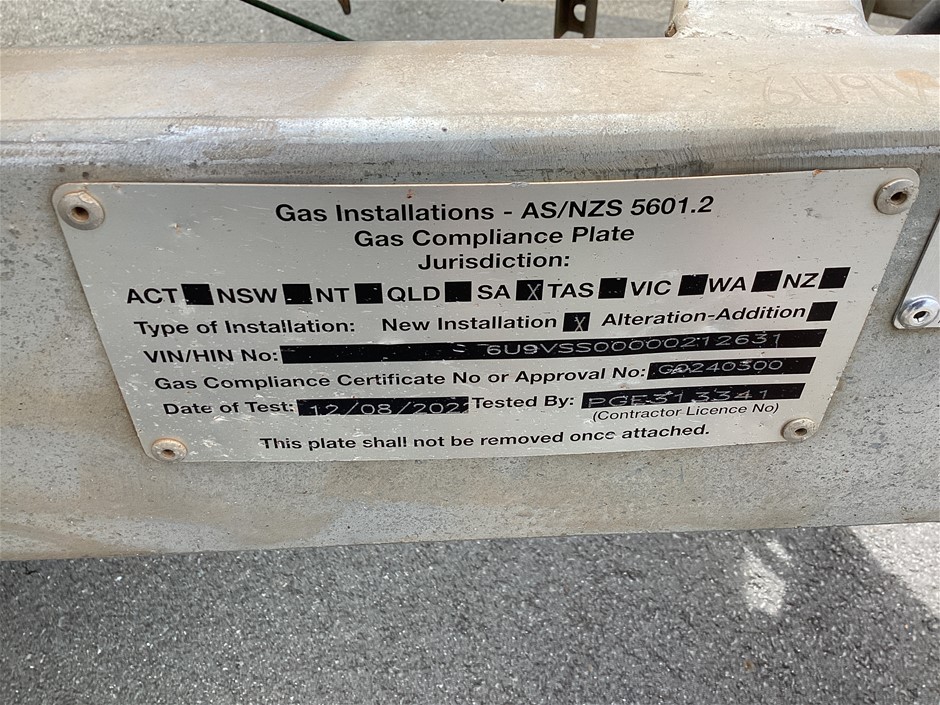 Gas Installations - AS/NZS 5601.2
Gas Compliance Plate
Jurisdiction:
ACT NSW NT QLD SA X TAS VIC WA NZ
Type of Installation: New Installation X Alteration-Addition
VIN/HIN No: 6U9VSS00000212631
Gas Compliance Certificate No or Approval No:
Date of Test: 12/08/202 Tested By: PGE313341
(Contractor Licence No)
This plate shall not be removed once attached.